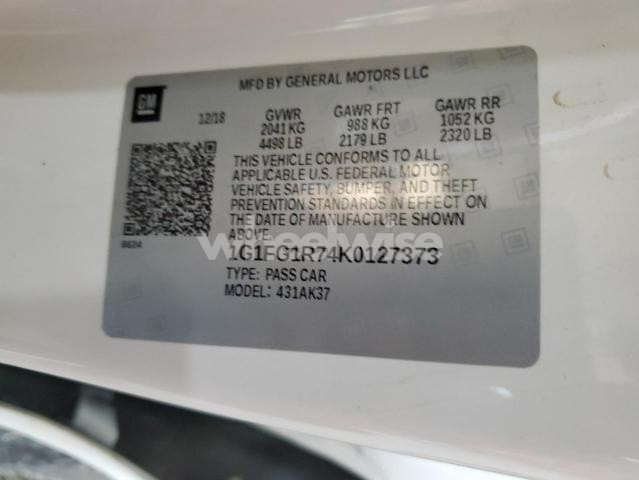 MFD BY GENERAL MOTORS LLC
GM
12/18 GVWR GAWR FRT GAWR RR
2041 KG 988 KG 1052 KG
4498 LB 2179 LB 2320 LB
THIS VEHICLE CONFORMS TO ALL
APPLICABLE U.S. FEDERAL MOTOR
VEHICLE SAFETY, BUMPER, AND THEFT
PREVENTION STANDARDS IN EFFECT ON
THE DATE OF MANUFACTURE SHOWN
ABOVE.
wheelwise
1G1FG1R74K0127373
TYPE: PASS CAR
MODEL: 431AK37